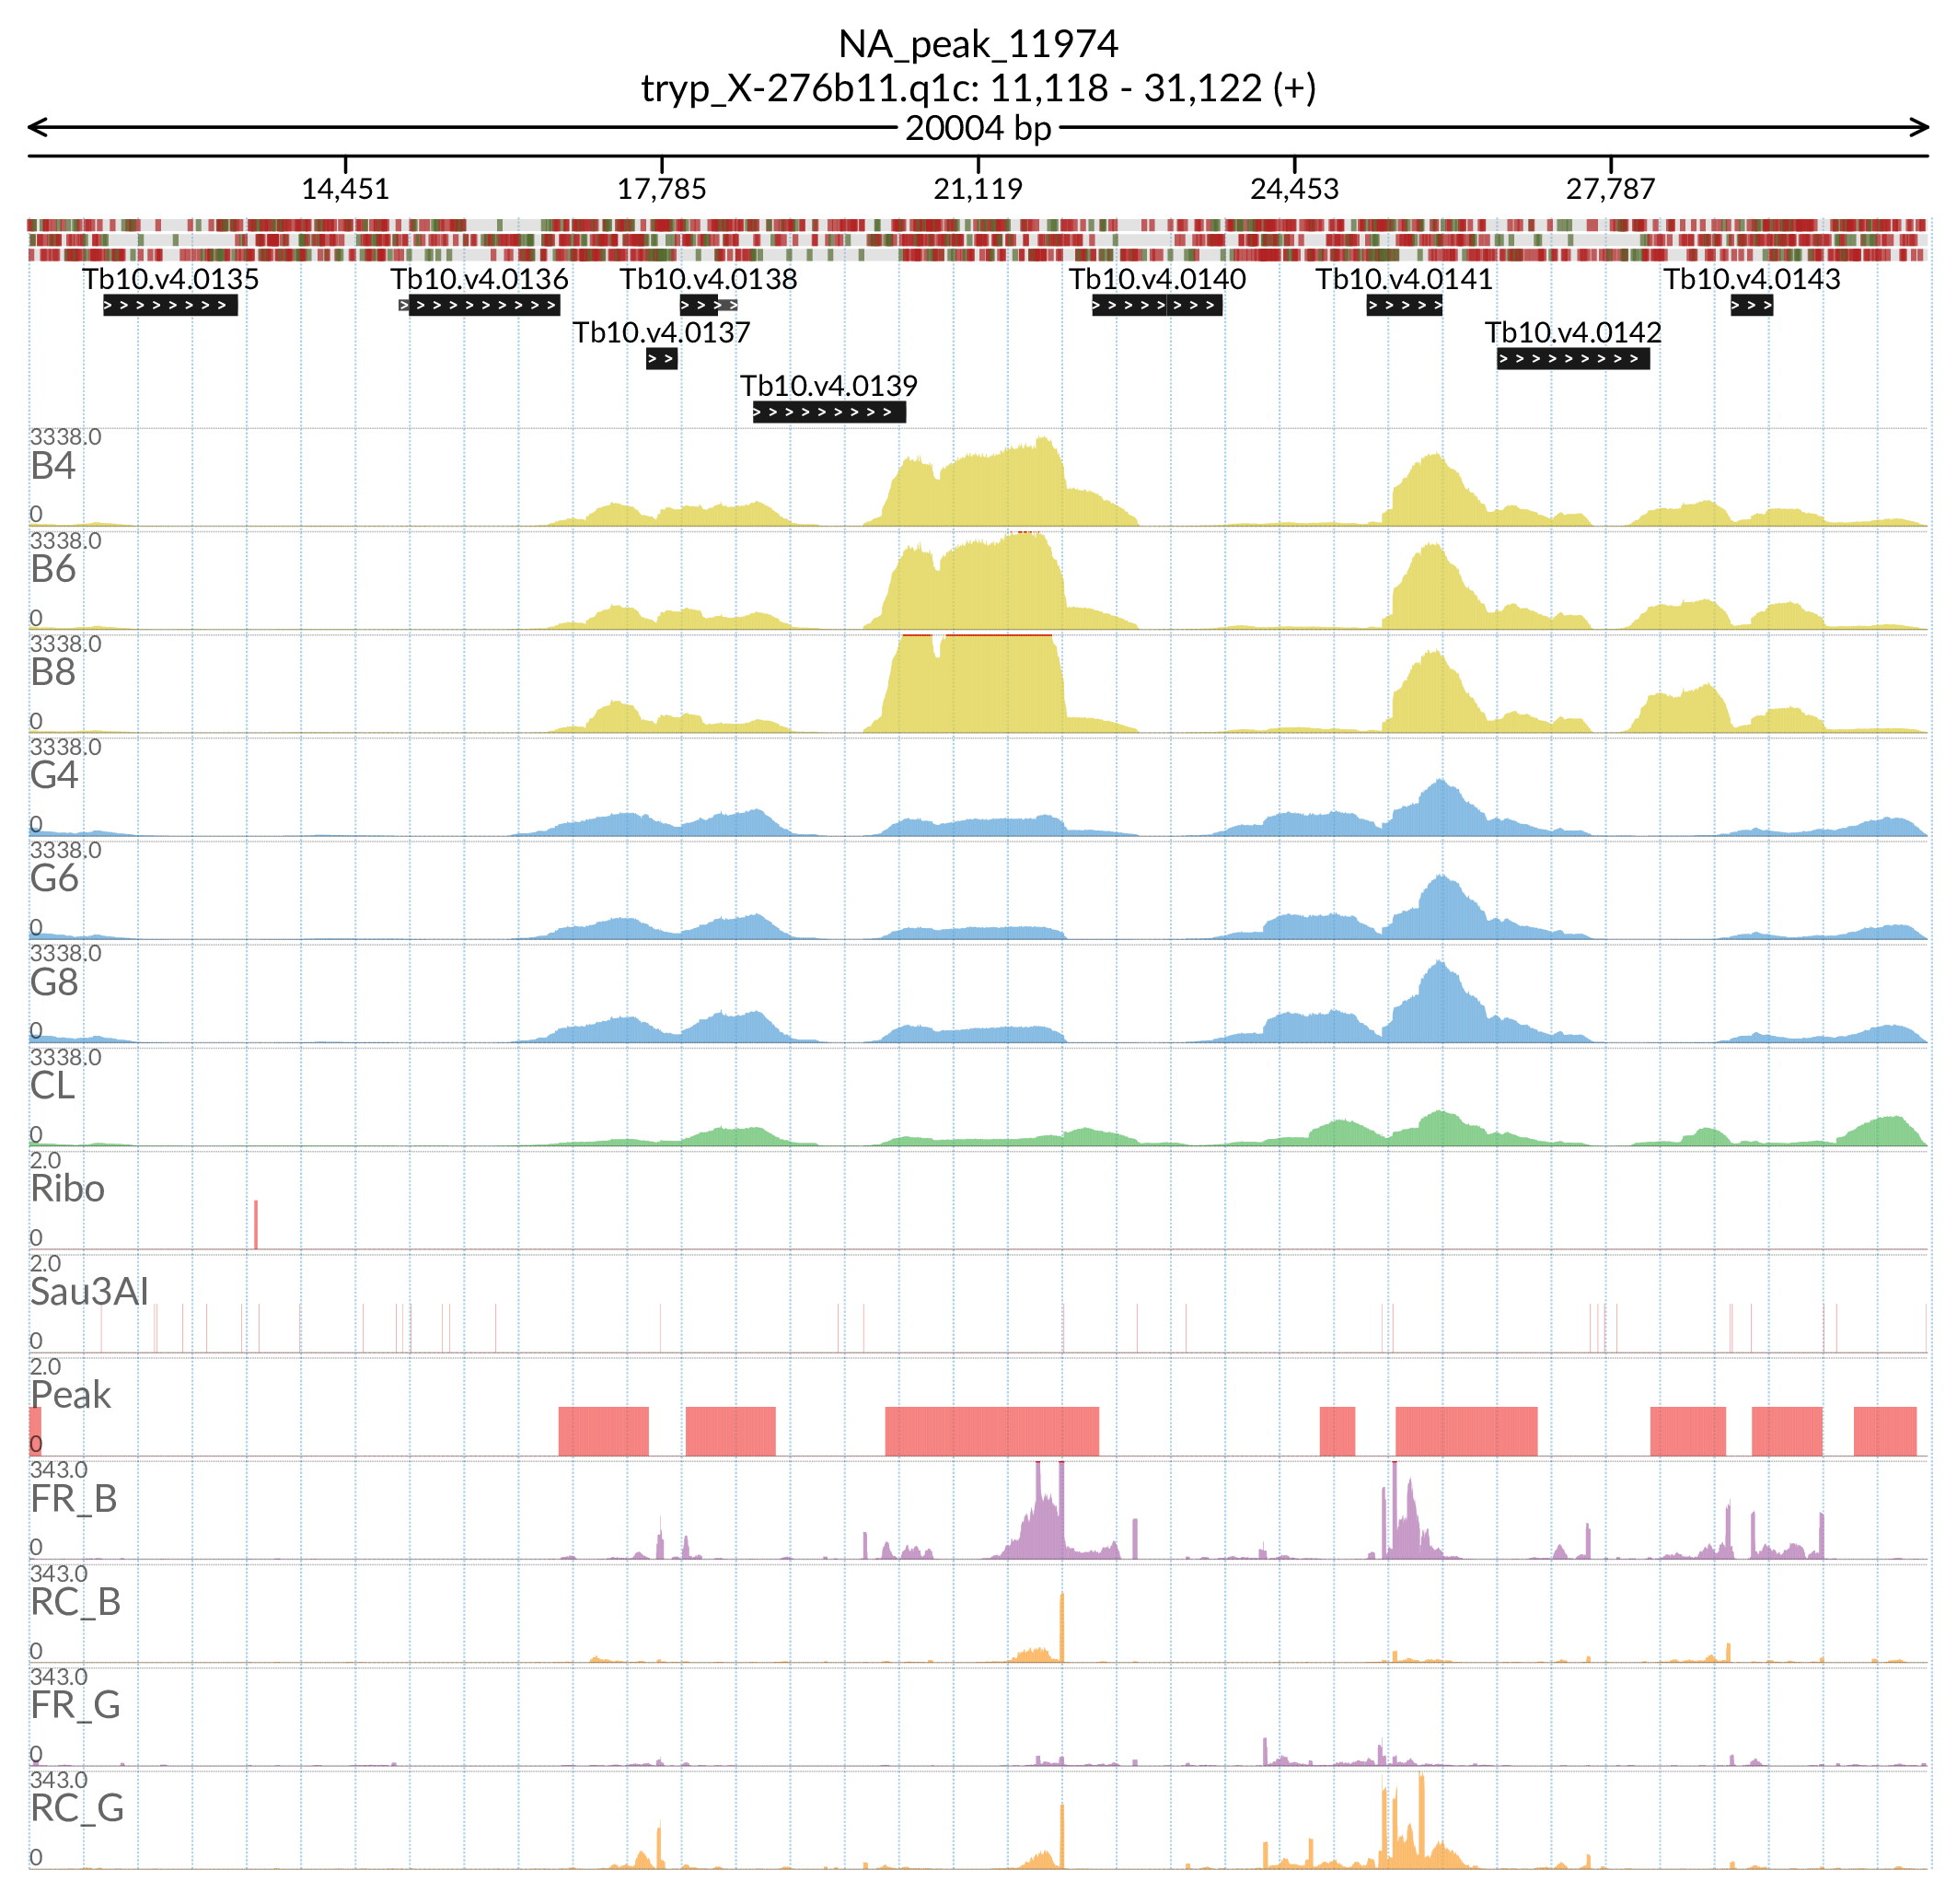 NA_peak_11974
tryp_X-276b11.q1c: 11,118 - 31,122 (+)
20004 bp
14,451 17,785 21,119 24,453 27,787
Tb10.v4.0135 Tb10.v4.0136 Tb10.v4.0138 Tb10.v4.0140 Tb10.v4.0141 Tb10.v4.0143
Tb10.v4.0137 Tb10.v4.0142
Tb10.v4.0139
3338.0
B4
0
3338.0
B6
0
3338.0
B8
0
3338.0
G4
0
3338.0
G6
0
3338.0
G8
0
3338.0
CL
0
2.0
Ribo
0
2.0
Sau3AI
0
2.0
Peak
0
343.0
FR_B
0
343.0
RC_B
0
343.0
FR_G
0
343.0
RC_G
0